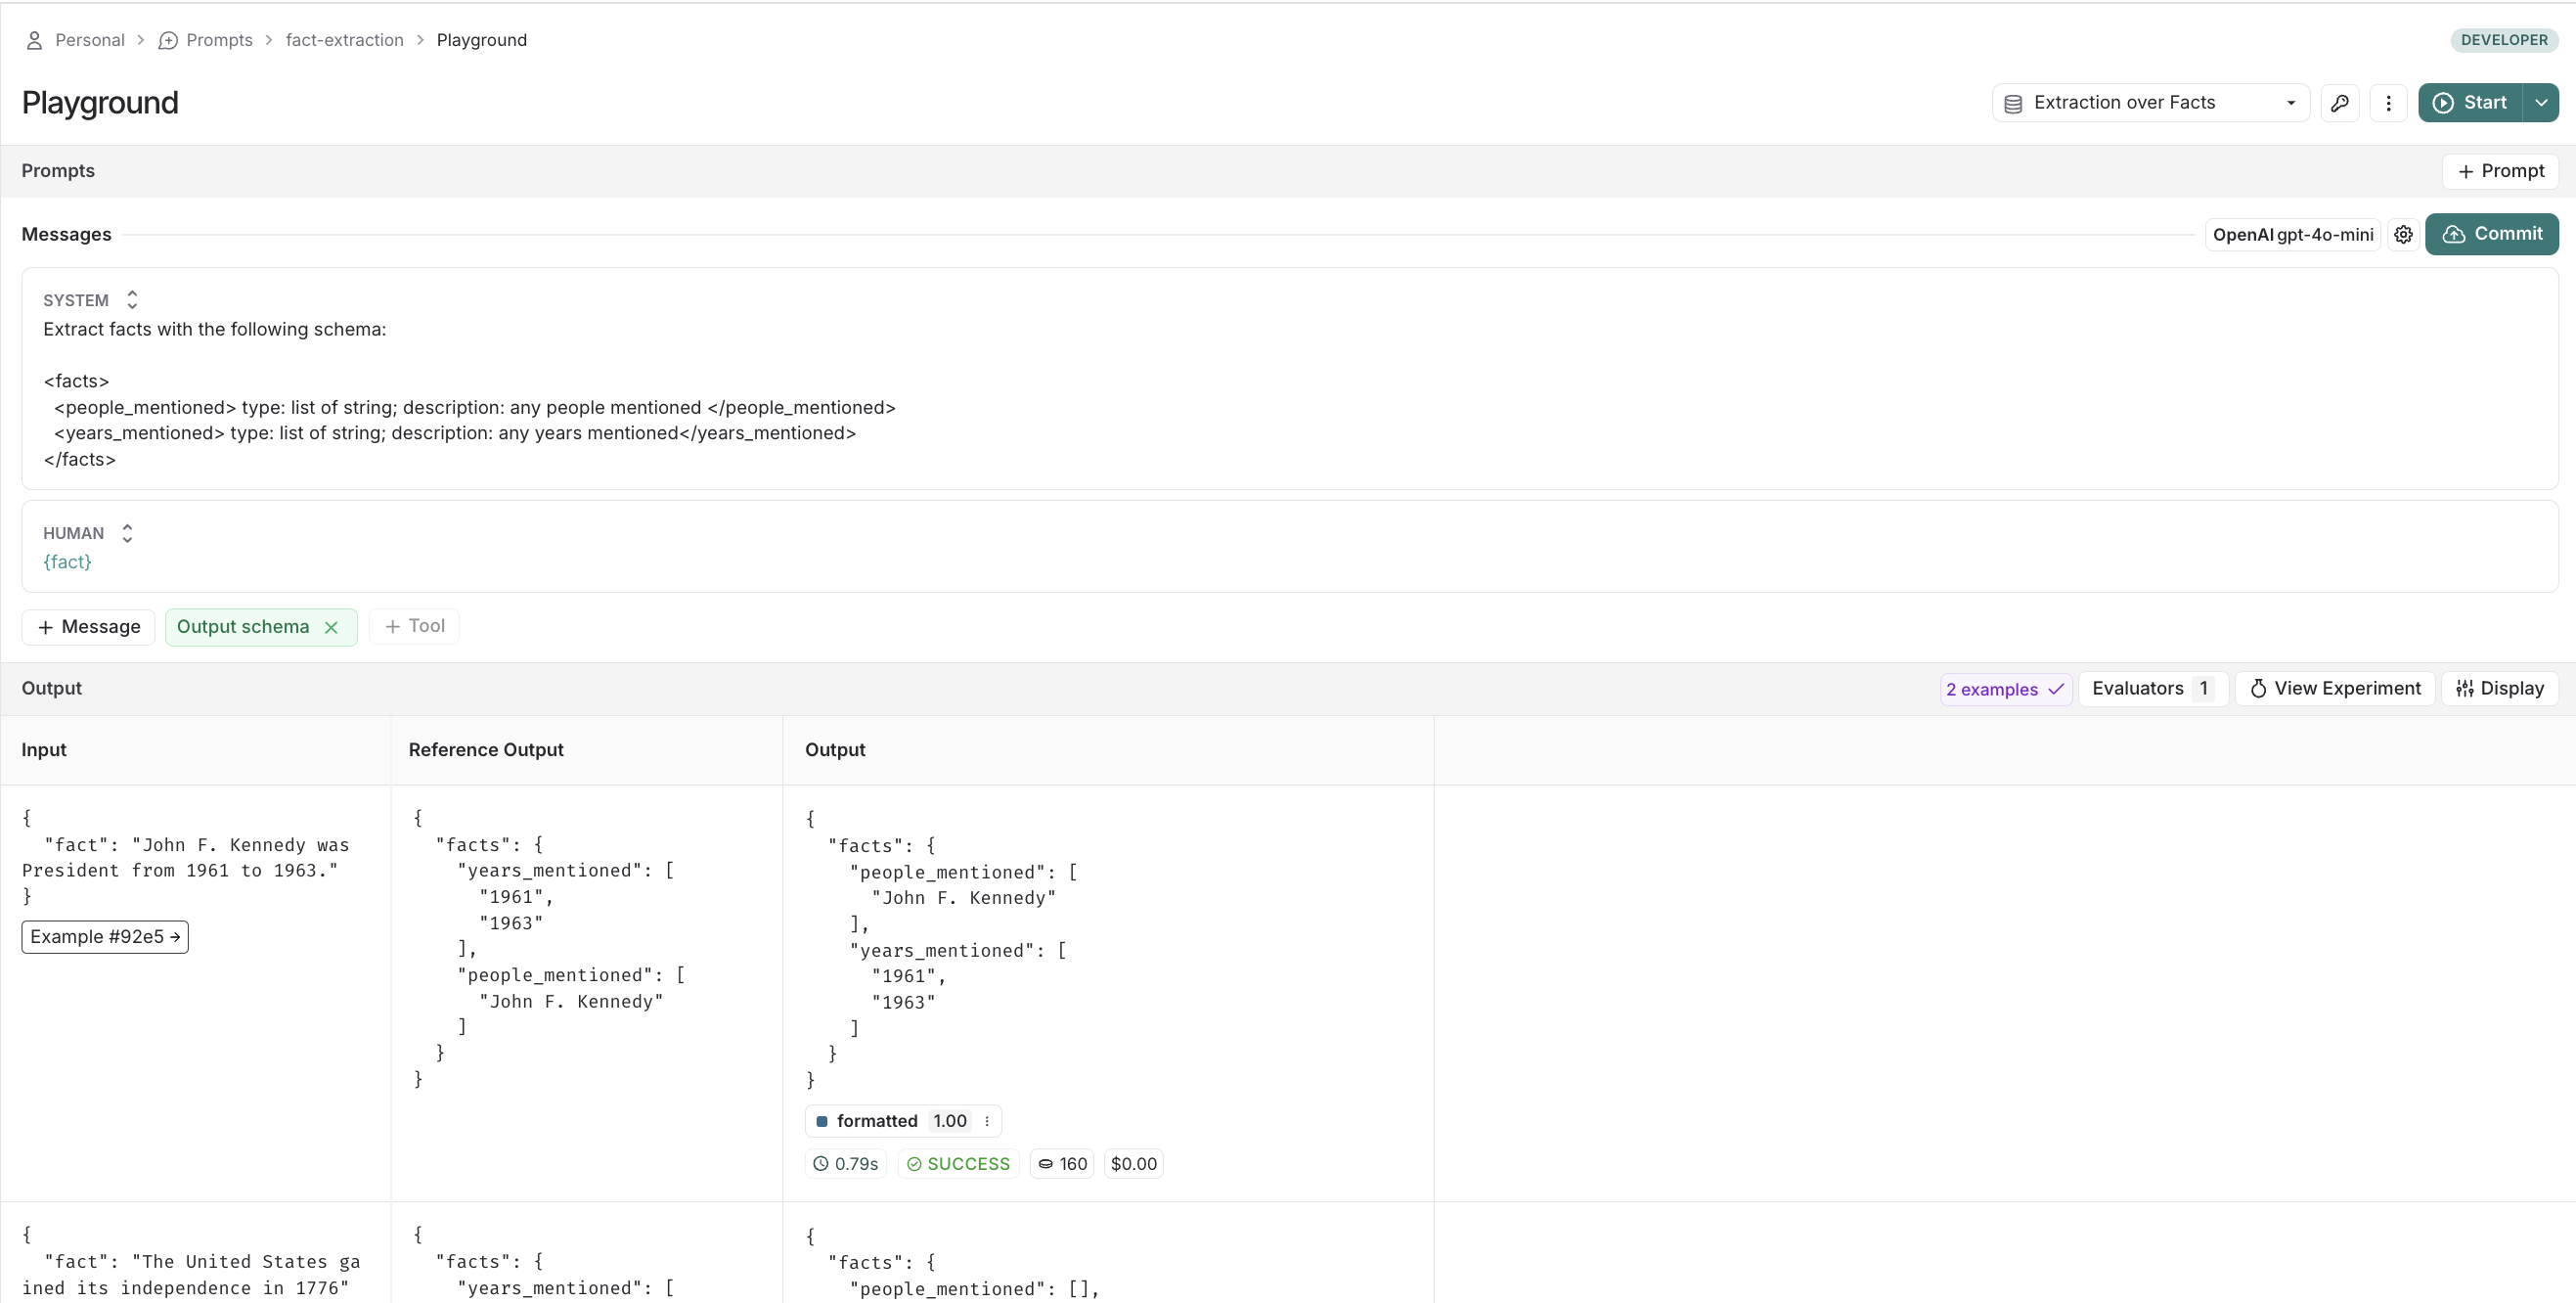 Personal > Prompts > fact-extraction > Playground
DEVELOPER
Playground
Extraction over Facts
Start
Prompts
+ Prompt
Messages
OpenAI gpt-4o-mini
Commit
SYSTEM
Extract facts with the following schema:
<facts>
<people_mentioned> type: list of string; description: any people mentioned </people_mentioned>
<years_mentioned> type: list of string; description: any years mentioned</years_mentioned>
</facts>
HUMAN
{fact}
+ Message
Output schema ×
+ Tool
Output
2 examples ✓
Evaluators 1
View Experiment
Display
Input
Reference Output
Output
{
"fact": "John F. Kennedy was
President from 1961 to 1963."
}
Example #92e5 →
{
"facts": {
"years_mentioned": [
"1961",
"1963"
],
"people_mentioned": [
"John F. Kennedy"
]
}
}
{
"facts": {
"people_mentioned": [
"John F. Kennedy"
],
"years_mentioned": [
"1961",
"1963"
]
}
}
formatted 1.00
0.79s
SUCCESS
160
$0.00
{
"fact": "The United States ga
ined its independence in 1776"
{
"facts": {
"years_mentioned": [
{
"facts": {
"people_mentioned": [],